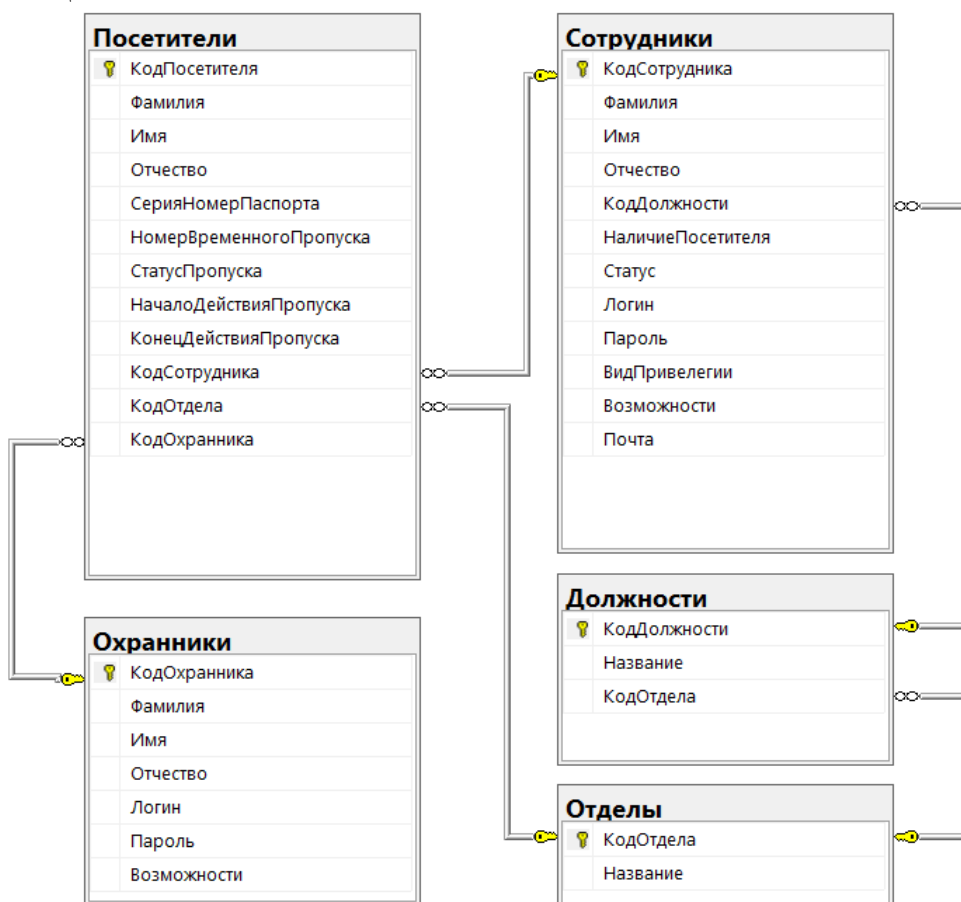 Посетители
КодПосетителя
Фамилия
Имя
Отчество
СерияНомерПаспорта
НомерВременногоПропуска
СтатусПропуска
НачалоДействияПропуска
КонецДействияПропуска
КодСотрудника
КодОтдела
КодОхранника
Охранники
КодОхранника
Фамилия
Имя
Отчество
Логин
Пароль
Возможности
Сотрудники
КодСотрудника
Фамилия
Имя
Отчество
КодДолжности
НаличиеПосетителя
Статус
Логин
Пароль
ВидПривелегии
Возможности
Почта
Должности
КодДолжности
Название
КодОтдела
Отделы
КодОтдела
Название